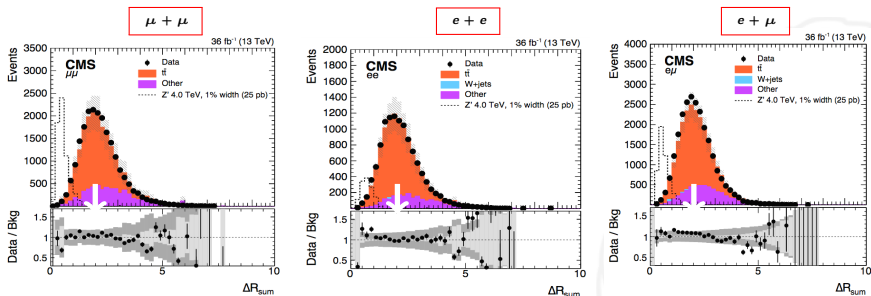 μ + μ
36 fb⁻¹ (13 TeV)
Events
3500
3000
2500
2000
1500
1000
500
CMS
μμ
Data
tt̄
Other
Z' 4.0 TeV, 1% width (25 pb)
Data / Bkg
1.5
1
0.5
0
5
10
ΔR_sum
e + e
36 fb⁻¹ (13 TeV)
Events
2000
1800
1600
1400
1200
1000
800
600
400
200
0
CMS
ee
Data
tt̄
W+jets
Other
Z' 4.0 TeV, 1% width (25 pb)
Data / Bkg
1.5
1
0.5
0
5
10
ΔR_sum
e + μ
36 fb⁻¹ (13 TeV)
Events
4000
3500
3000
2500
2000
1500
1000
500
CMS
eμ
Data
tt̄
W+jets
Other
Z' 4.0 TeV, 1% width (25 pb)
Data / Bkg
1.5
1
0.5
0
5
10
ΔR_sum